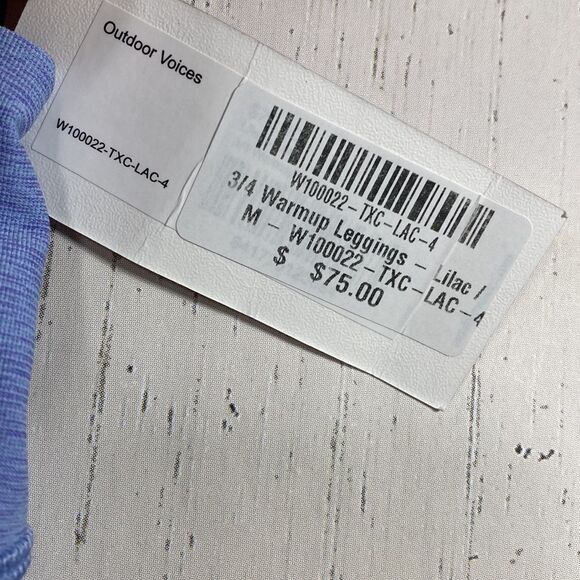 Outdoor Voices
W100022-TXC-LAC-4
W100022-TXC-LAC-4
3/4 Warmup Leggings - Lilac /
M - W100022-TXC-LAC-4
$ $75.00